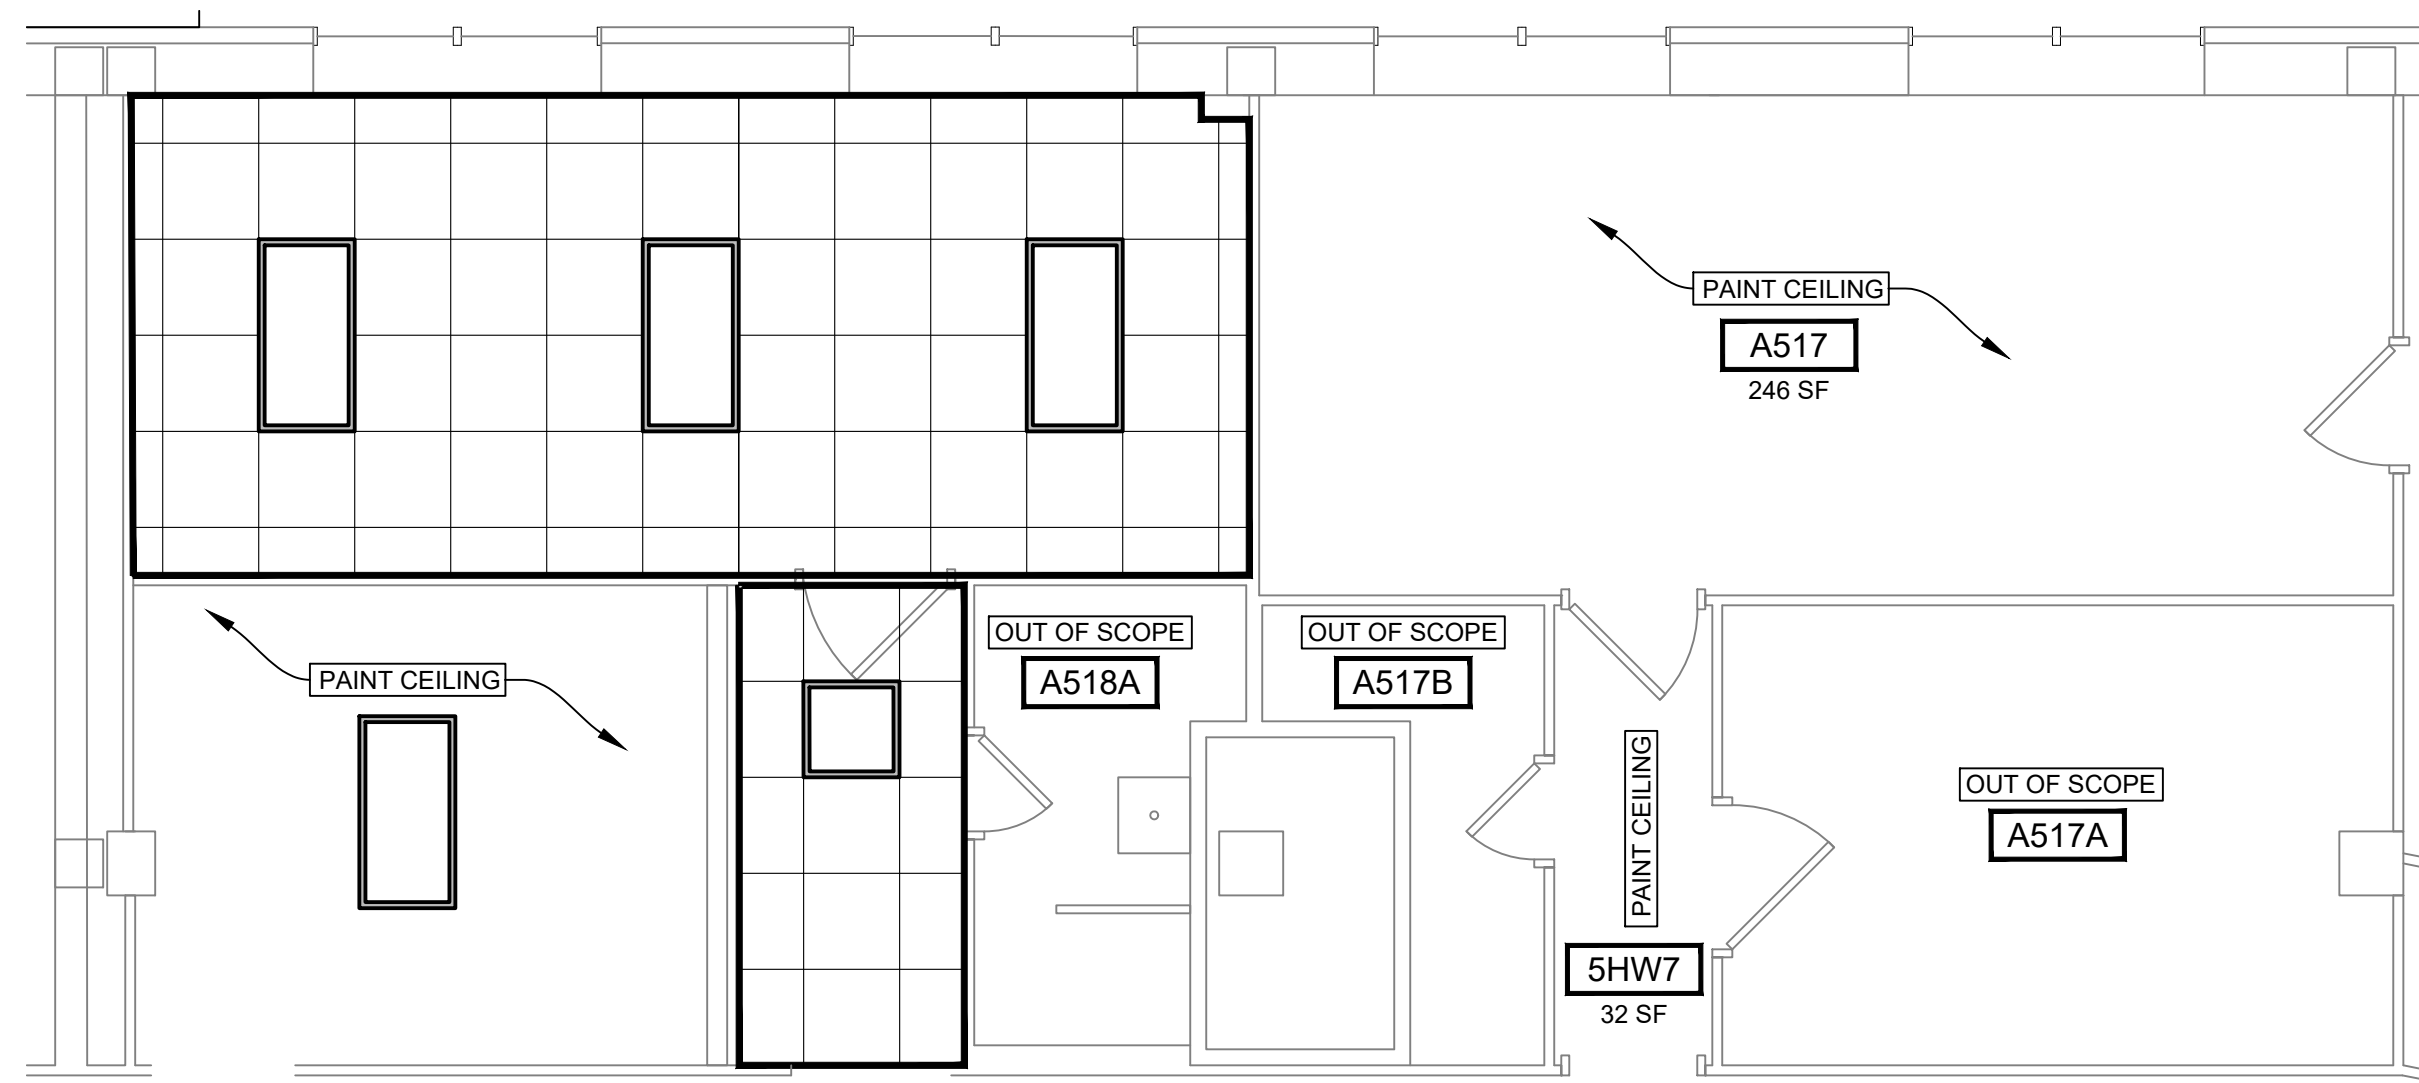 PAINT CEILING
A517
246 SF
OUT OF SCOPE
A518A
OUT OF SCOPE
A517B
PAINT CEILING
PAINT CEILING
OUT OF SCOPE
A517A
5HW7
32 SF